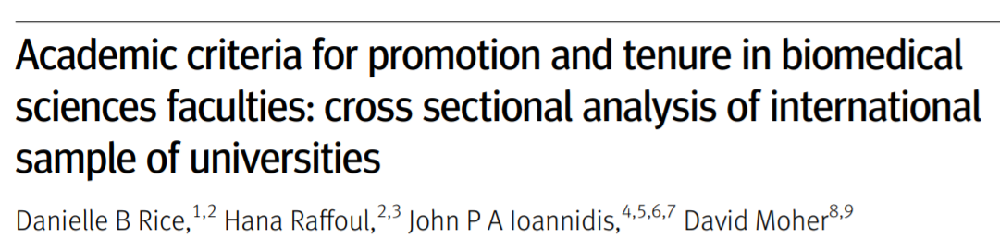 Academic criteria for promotion and tenure in biomedical
sciences faculties: cross sectional analysis of international
sample of universities
Danielle B Rice,1,2 Hana Raffoul,2,3 John P A Ioannidis,4,5,6,7 David Moher8,9